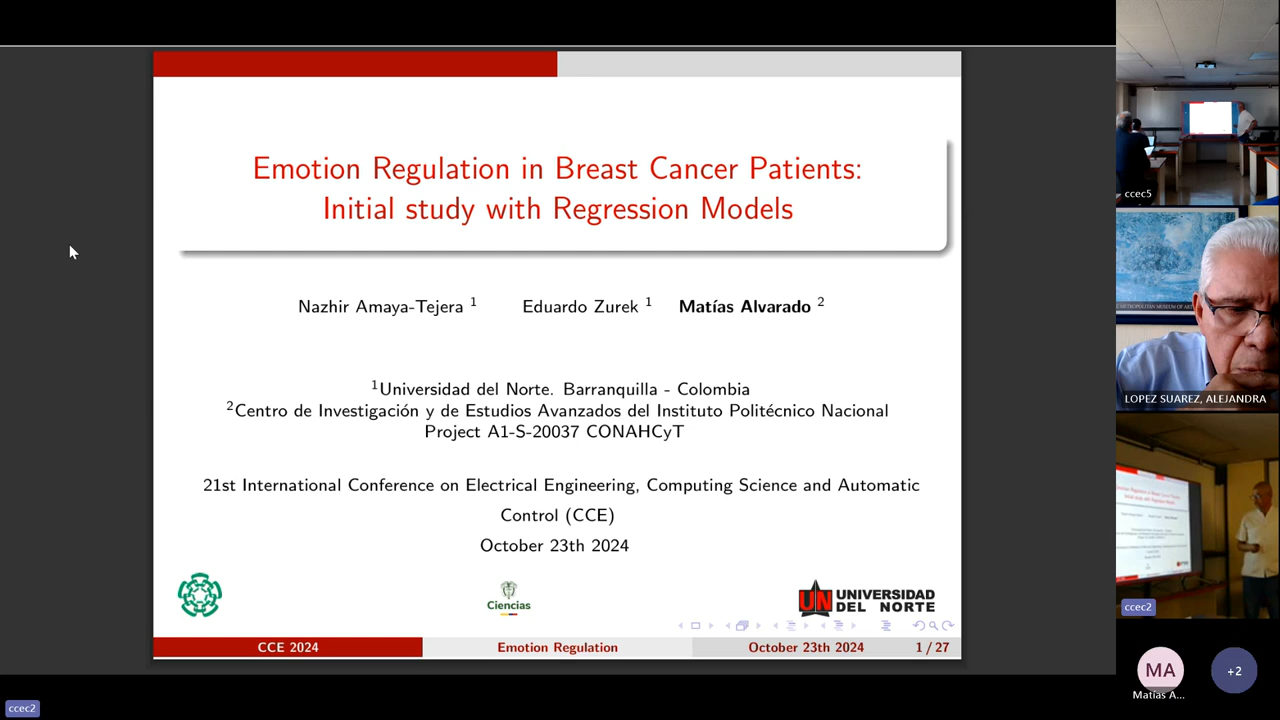 Emotion Regulation in Breast Cancer Patients:
Initial study with Regression Models
Nazhir Amaya-Tejera 1 Eduardo Zurek 1 Matías Alvarado 2
1Universidad del Norte. Barranquilla - Colombia
2Centro de Investigación y de Estudios Avanzados del Instituto Politécnico Nacional
Project A1-S-20037 CONAHCyT
21st International Conference on Electrical Engineering, Computing Science and Automatic
Control (CCE)
October 23th 2024
Ciencias
UN UNIVERSIDAD
DEL NORTE
CCE 2024 Emotion Regulation October 23th 2024 1 / 27
ccec2
ccec5
LOPEZ SUAREZ, ALEJANDRA
ccec2
MA
+2
Matías A...